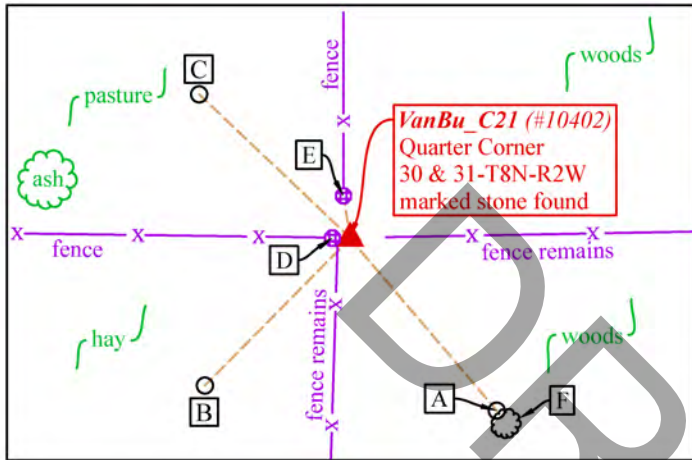 woods
fence
C
pasture
VanBu_C21 (#10402)
Quarter Corner
30 & 31-T8N-R2W
marked stone found
E
ash
X
X
X
X
X
X
fence
D
fence remains
X
hay
fence remains
woods
B
A
F
X
DR